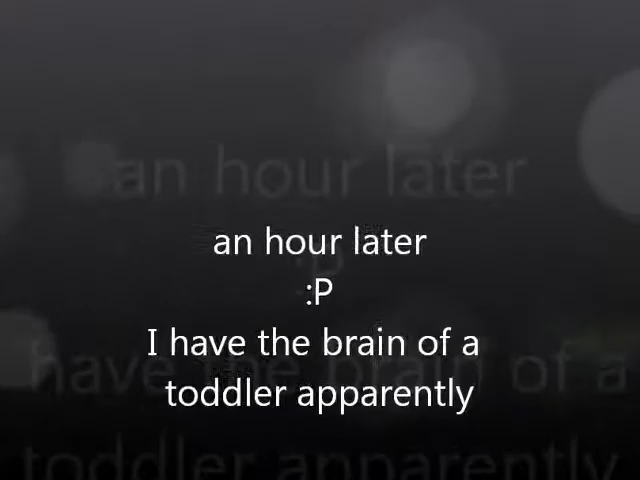 an hour later
:P
I have the brain of a
toddler apparently